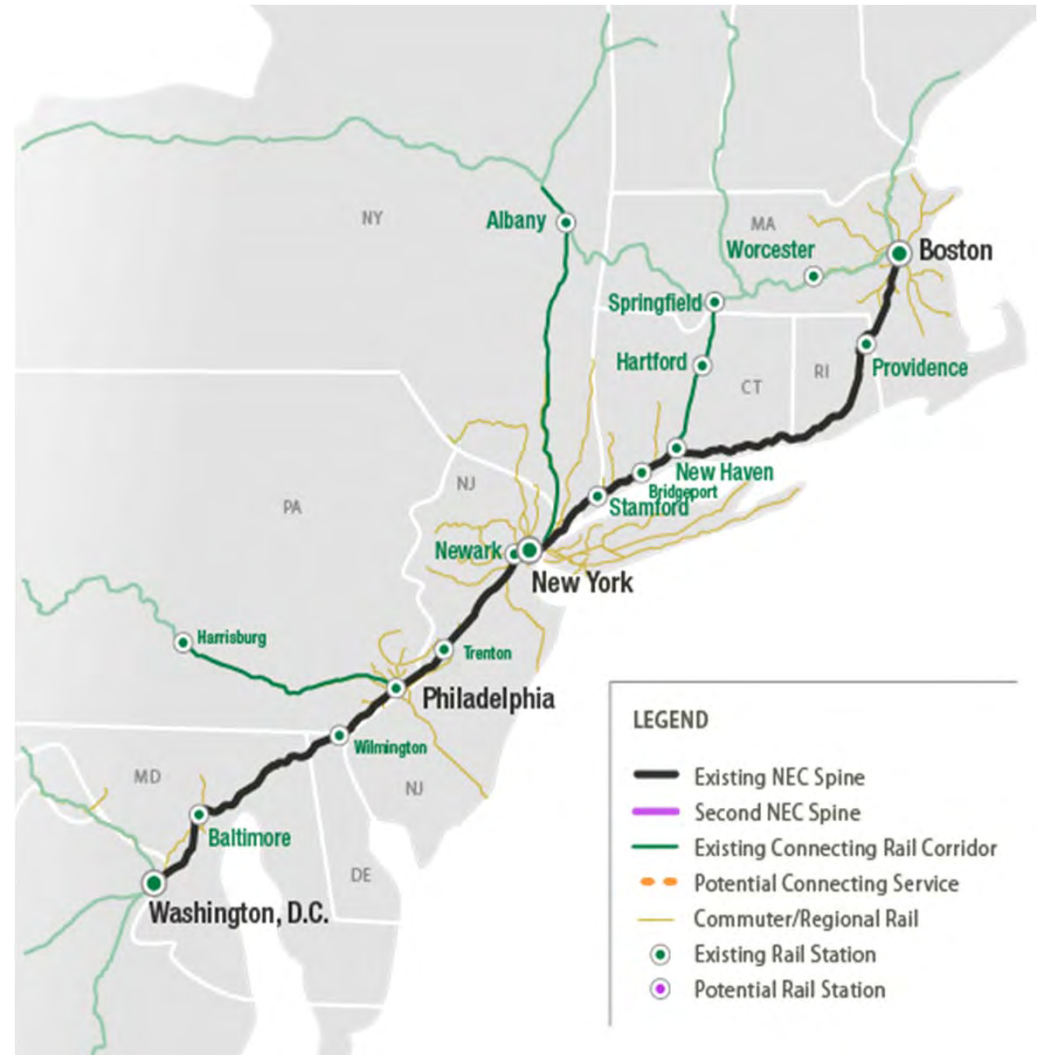 NY
Albany
MA
Worcester
Boston
Springfield
Hartford
CT
RI
Providence
New Haven
Bridgeport
Stamford
NJ
PA
Newark
New York
Harrisburg
Trenton
Philadelphia
Wilmington
MD
NJ
Baltimore
DE
Washington, D.C.
LEGEND
Existing NEC Spine
Second NEC Spine
Existing Connecting Rail Corridor
Potential Connecting Service
Commuter/Regional Rail
Existing Rail Station
Potential Rail Station